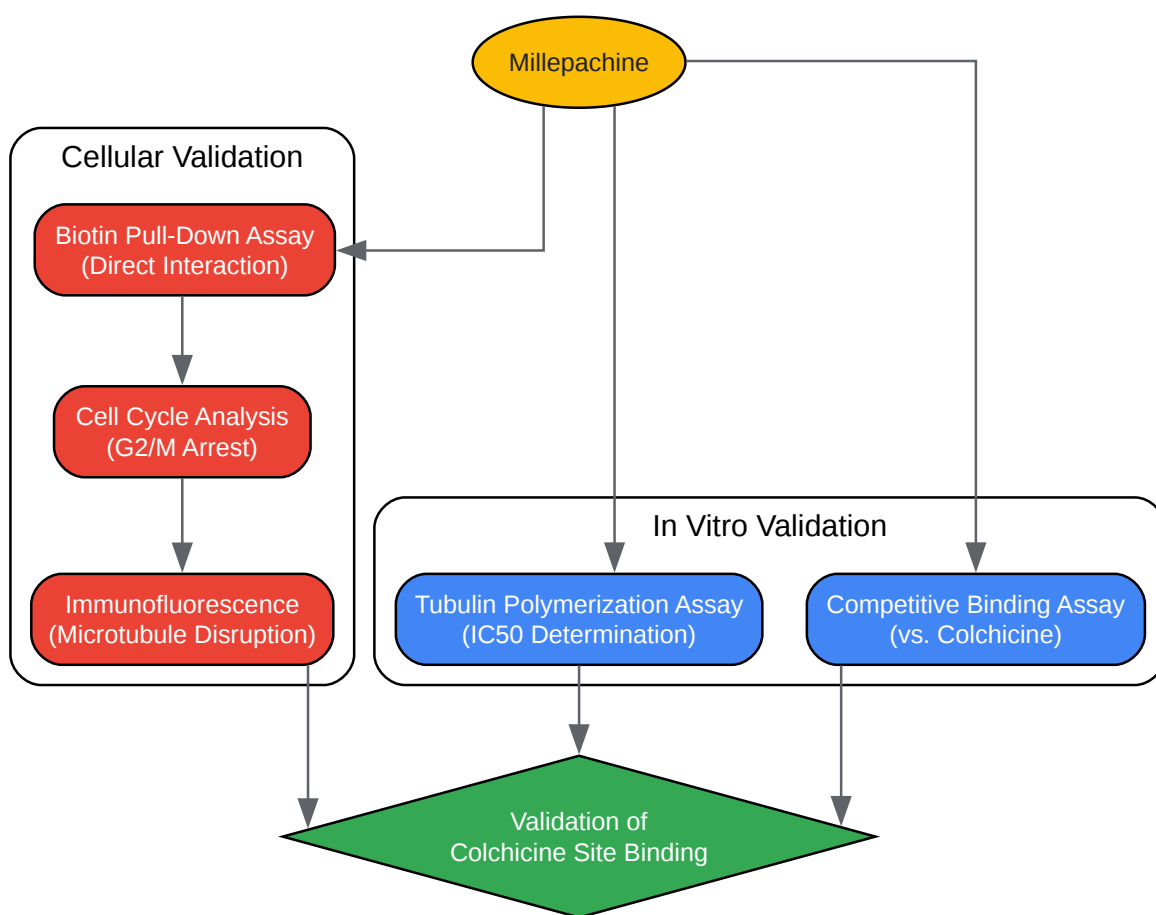 Millepachine
Cellular Validation
Biotin Pull-Down Assay
(Direct Interaction)
Cell Cycle Analysis
(G2/M Arrest)
Immunofluorescence
(Microtubule Disruption)
In Vitro Validation
Tubulin Polymerization Assay
(IC50 Determination)
Competitive Binding Assay
(vs. Colchicine)
Validation of
Colchicine Site Binding